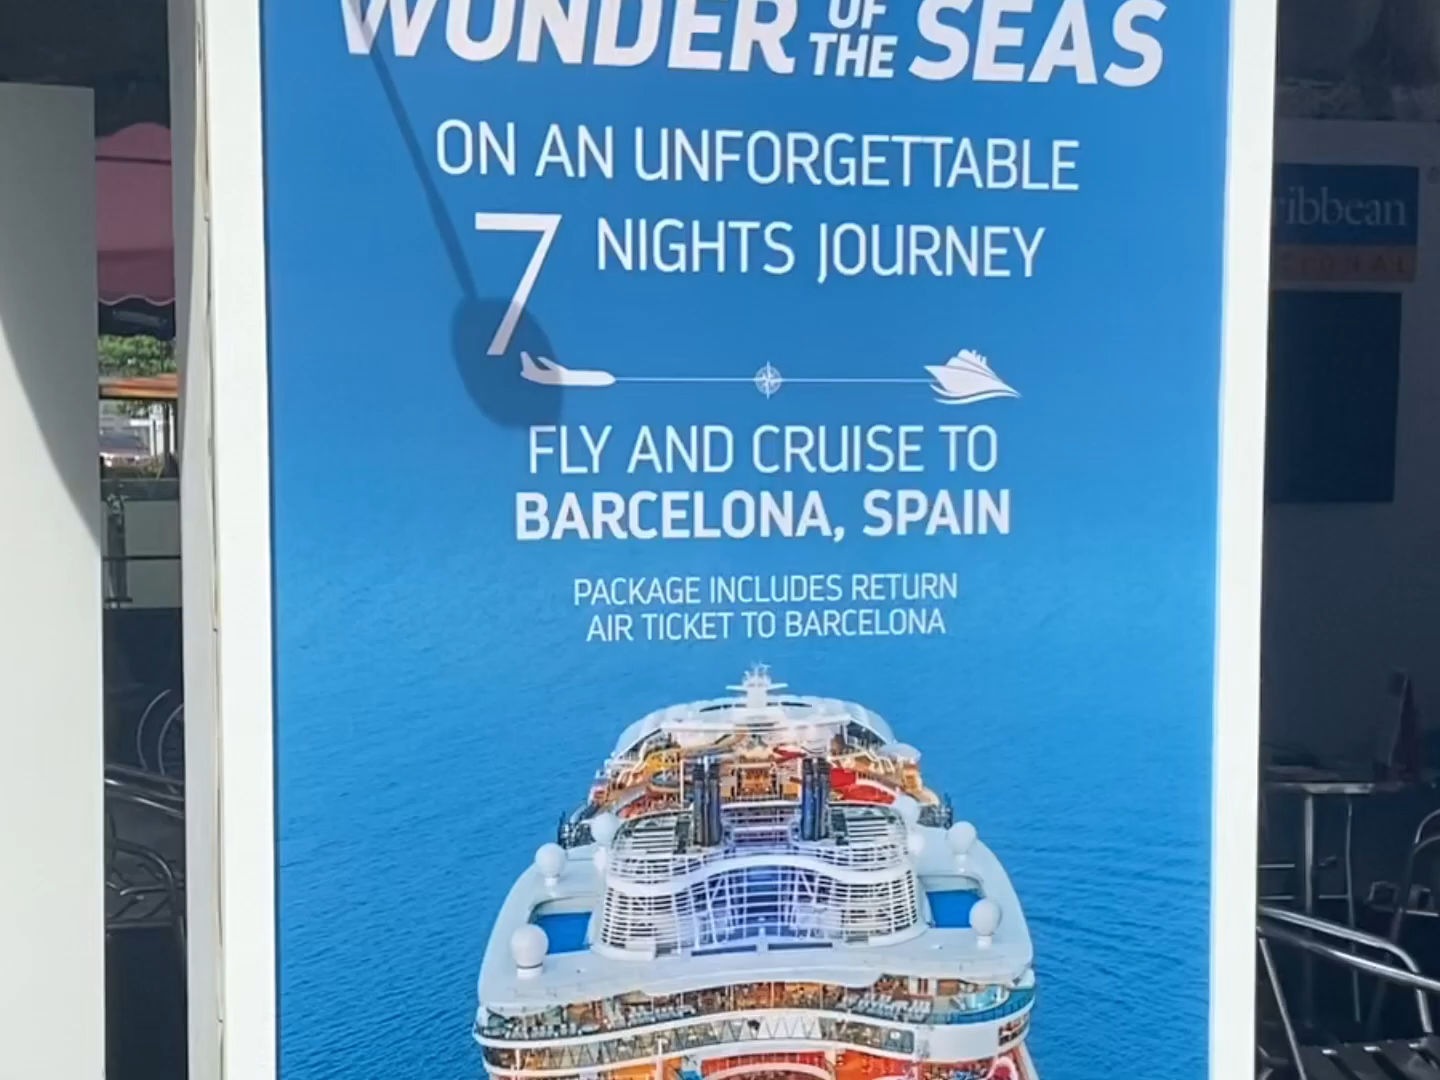 WONDER OF THE SEAS
ON AN UNFORGETTABLE
7 NIGHTS JOURNEY
FLY AND CRUISE TO
BARCELONA, SPAIN
PACKAGE INCLUDES RETURN
AIR TICKET TO BARCELONA
ribbean